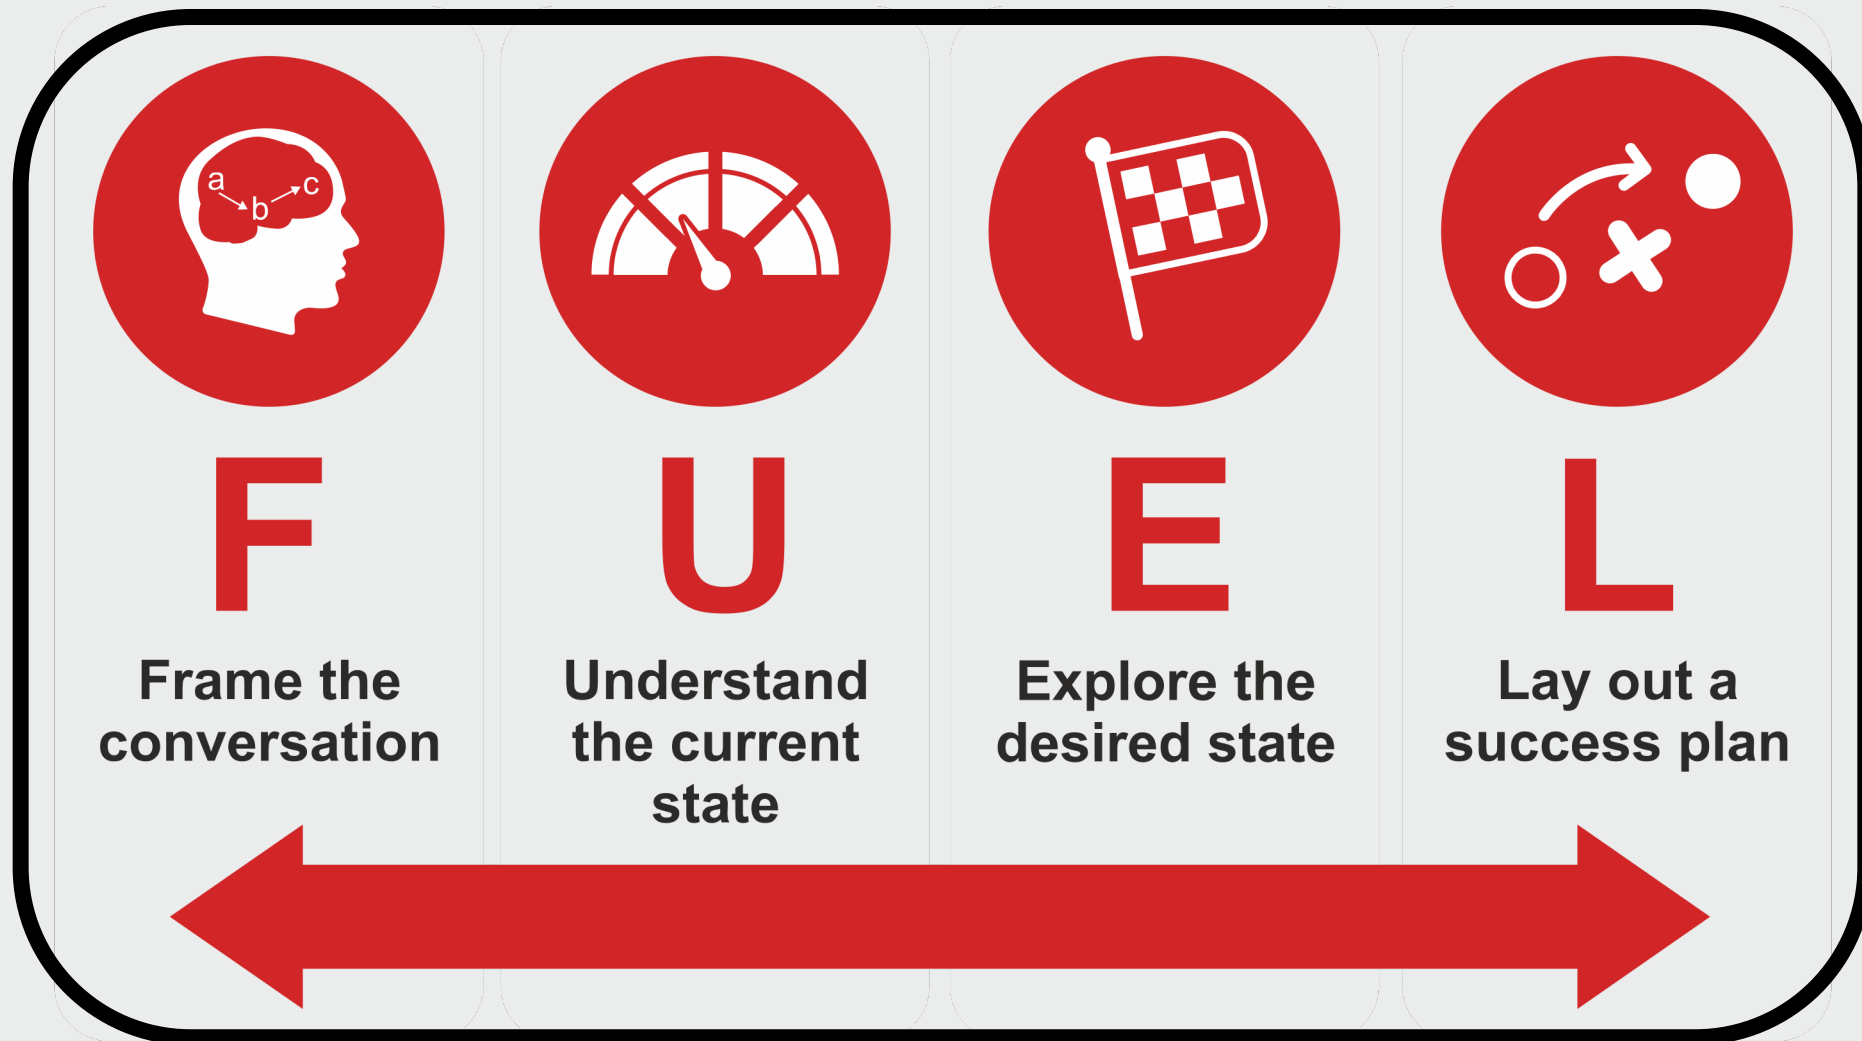 a
b
c
F
Frame the
conversation
U
Understand
the current
state
E
Explore the
desired state
L
Lay out a
success plan